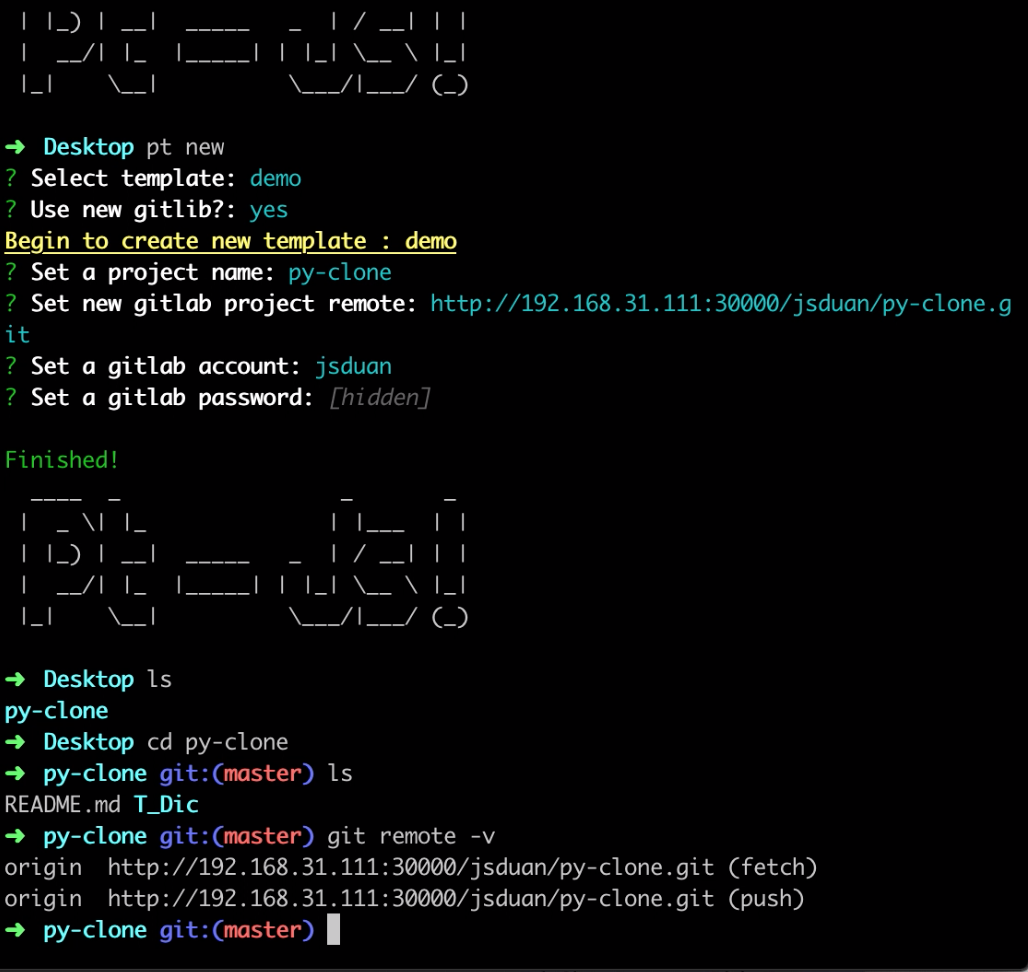 | |_) | __|  _____   _  | / __| | |
 |  __/| |_  |_____| | |_| \__ \ |_|
 |_|    \__|          \___/|___/ (_)
➜  Desktop pt new
? Select template: demo
? Use new gitlib?: yes
Begin to create new template : demo
? Set a project name: py-clone
? Set new gitlab project remote: http://192.168.31.111:30000/jsduan/py-clone.g
it
? Set a gitlab account: jsduan
? Set a gitlab password: [hidden]
Finished!
  ____  _                 _       _
 |  _ \| |_              | |___  | |
 | |_) | __|  _____   _  | / __| | |
 |  __/| |_  |_____| | |_| \__ \ |_|
 |_|    \__|          \___/|___/ (_)
➜  Desktop ls
py-clone
➜  Desktop cd py-clone
➜  py-clone git:(master) ls
README.md T_Dic
➜  py-clone git:(master) git remote -v
origin  http://192.168.31.111:30000/jsduan/py-clone.git (fetch)
origin  http://192.168.31.111:30000/jsduan/py-clone.git (push)
➜  py-clone git:(master)